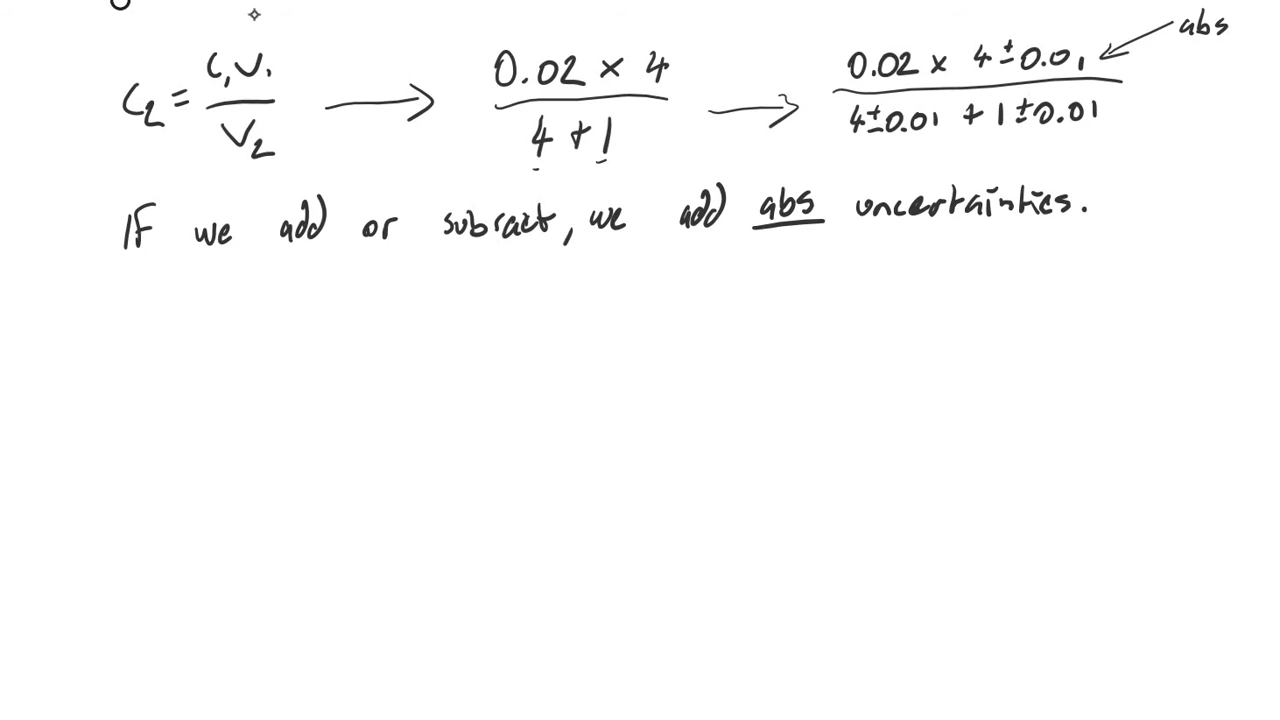 abs
C₂ = C₁V₁ / V₂ → 0.02 × 4 / 4 + 1 → 0.02 × 4 ± 0.01 / 4 ± 0.01 + 1 ± 0.01
If we add or subract, we add abs uncertainties.